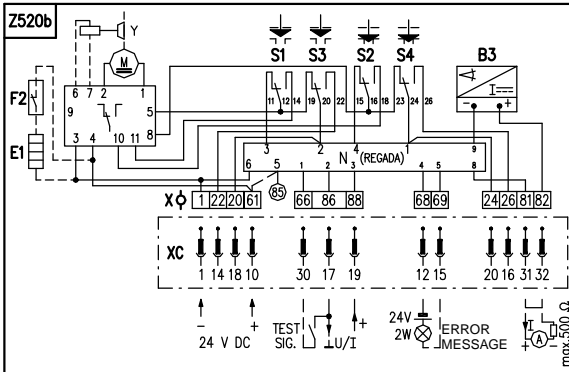 Z520b
Y
S1 S3 S2 S4 B3
M
6 7 2 1
9 5
8
3 4 10 11
F2
E1
11 12 14 19 20 22 15 16 18 23 24 26
I
- +
3 2 4 1 9
N (REGADA)
6 5 1 2 3 4 5 8
85
X 1 22 20 61 66 86 88 68 69 24 26 81 82
XC
1 14 18 10 30 17 19 12 15 20 16 31 32
- +
24 V DC
TEST
SIG.
U/I
+
24V
2W
ERROR
MESSAGE
I
A
- +
max.500 Ω